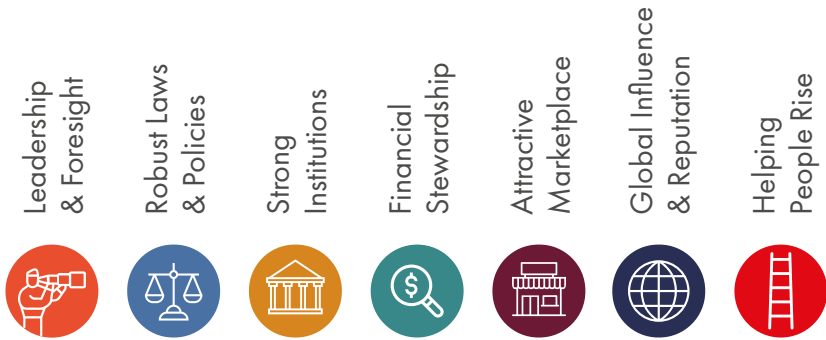 Leadership
& Foresight
Robust Laws
& Policies
Strong
Institutions
Financial
Stewardship
Attractive
Marketplace
Global Influence
& Reputation
Helping
People Rise
$